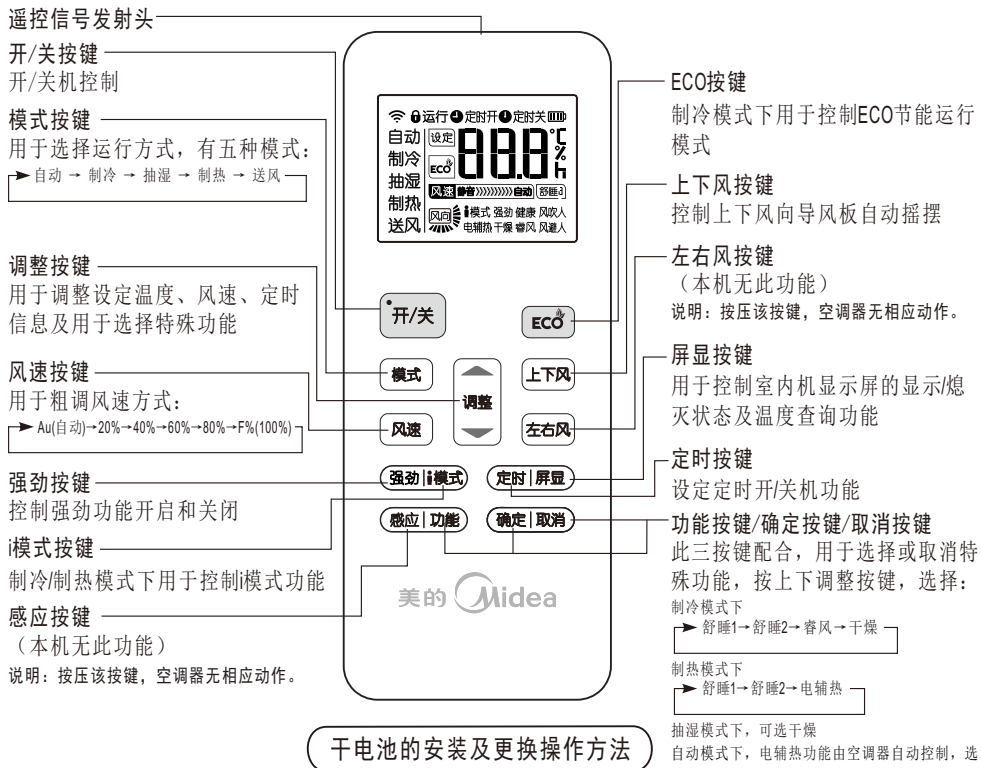 遥控信号发射头
开/关按键
开/关机控制
模式按键
用于选择运行方式，有五种模式：
自动 → 制冷 → 抽湿 → 制热 → 送风
调整按键
用于调整设定温度、风速、定时
信息及用于选择特殊功能
风速按键
用于粗调风速方式：
Au(自动)→20%→40%→60%→80%→F%(100%)
强劲按键
控制强劲功能开启和关闭
i模式按键
制冷/制热模式下用于控制i模式功能
感应按键
（本机无此功能）
说明：按压该按键，空调器无相应动作。
运行 定时开 定时关
自动 设定 88.8 ℃
制冷 ECO % h
抽湿 风速 静音 》》》》》》》》》自动 舒睡
制热 风向 i模式 强劲 健康 风吹人
送风 电辅热 干燥 睿风 风避人
开/关
ECO
模式
调整
上下风
风速
左右风
强劲|i模式
定时|屏显
感应|功能
确定|取消
美的 Midea
ECO按键
制冷模式下用于控制ECO节能运行
模式
上下风按键
控制上下风向导风板自动摇摆
左右风按键
（本机无此功能）
说明：按压该按键，空调器无相应动作。
屏显按键
用于控制室内机显示屏的显示/熄
灭状态及温度查询功能
定时按键
设定定时开/关机功能
功能按键/确定按键/取消按键
此三按键配合，用于选择或取消特
殊功能，按上下调整按键，选择：
制冷模式下
舒睡1→舒睡2→睿风→干燥
制热模式下
舒睡1→舒睡2→电辅热
抽湿模式下，可选干燥
自动模式下，电辅热功能由空调器自动控制，选
干电池的安装及更换操作方法